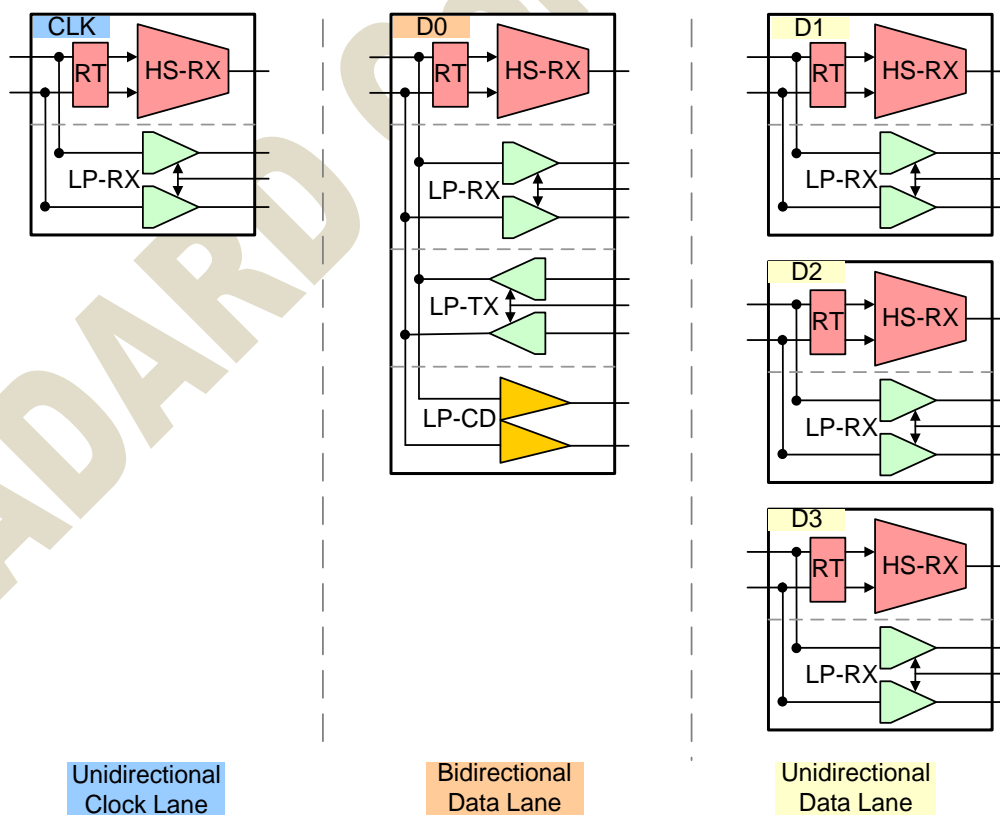 CLK
RT
HS-RX
LP-RX
D0
RT
HS-RX
LP-RX
LP-TX
LP-CD
D1
RT
HS-RX
LP-RX
D2
RT
HS-RX
LP-RX
D3
RT
HS-RX
LP-RX
Unidirectional
Clock Lane
Bidirectional
Data Lane
Unidirectional
Data Lane